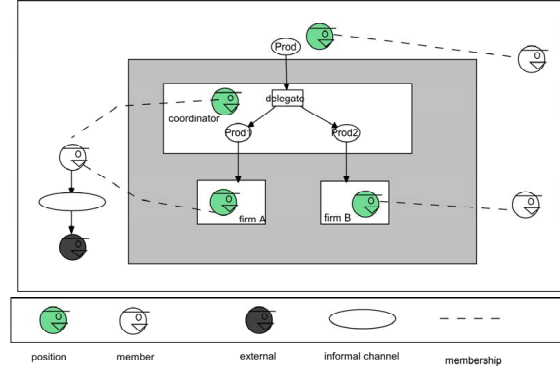 Prod
delegate
coordinator
Prod1
Prod2
firm A
firm B
position
member
external
informal channel
membership